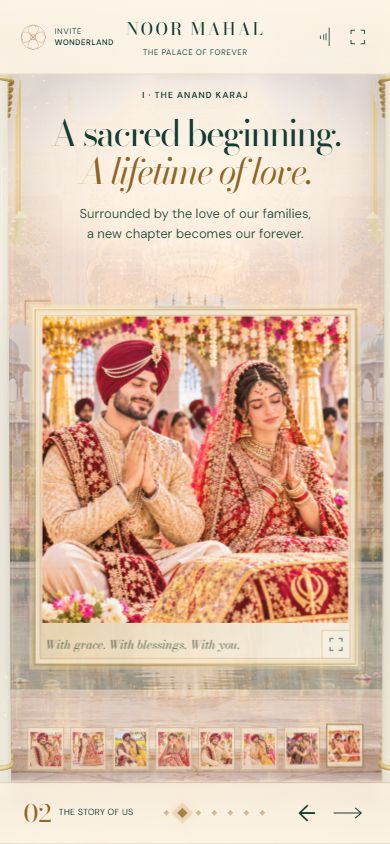 INVITE
WONDERLAND
NOOR MAHAL
THE PALACE OF FOREVER
I · THE ANAND KARAJ
A sacred beginning.
A lifetime of love.
Surrounded by the love of our families,
a new chapter becomes our forever.
With grace. With blessings. With you.
02 THE STORY OF US